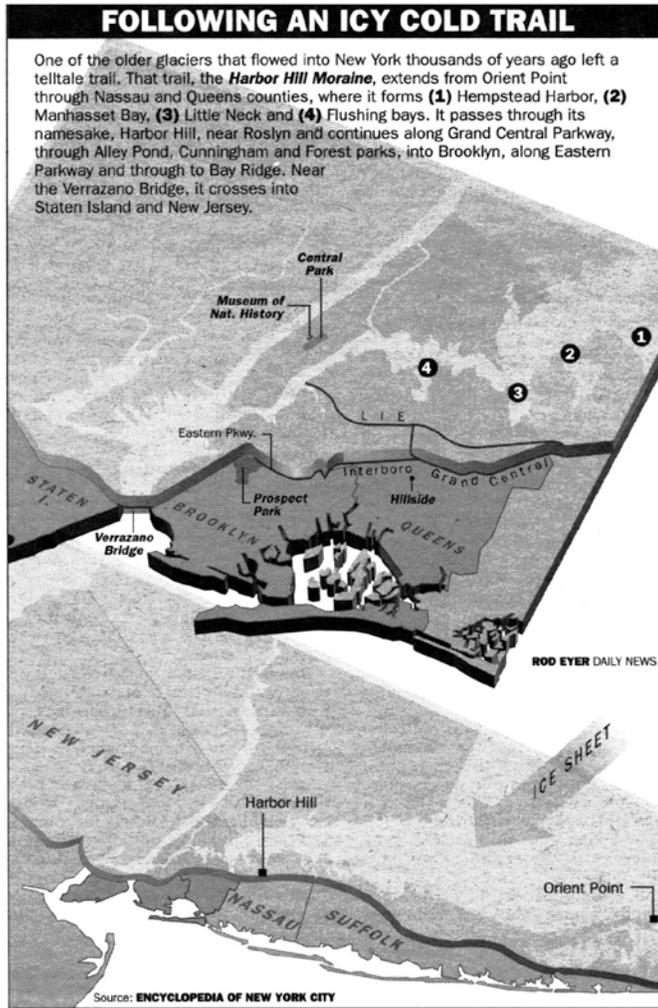 FOLLOWING AN ICY COLD TRAIL
One of the older glaciers that flowed into New York thousands of years ago left a
telltale trail. That trail, the Harbor Hill Moraine, extends from Orient Point
through Nassau and Queens counties, where it forms (1) Hempstead Harbor, (2)
Manhasset Bay, (3) Little Neck and (4) Flushing bays. It passes through its
namesake, Harbor Hill, near Roslyn and continues along Grand Central Parkway,
through Alley Pond, Cunningham and Forest parks, into Brooklyn, along Eastern
Parkway and through to Bay Ridge. Near
the Verrazano Bridge, it crosses into
Staten Island and New Jersey.
Central
Park
Museum of
Nat. History
1
2
4
3
LIE
Eastern Pkwy.
Interboro
Grand Central
STATEN
I.
Prospect
Park
Hillside
BROOKLYN
QUEENS
Verrazano
Bridge
ROD EYER DAILY NEWS
NEW JERSEY
ICE SHEET
Harbor Hill
Orient Point
NASSAU
SUFFOLK
Source: ENCYCLOPEDIA OF NEW YORK CITY